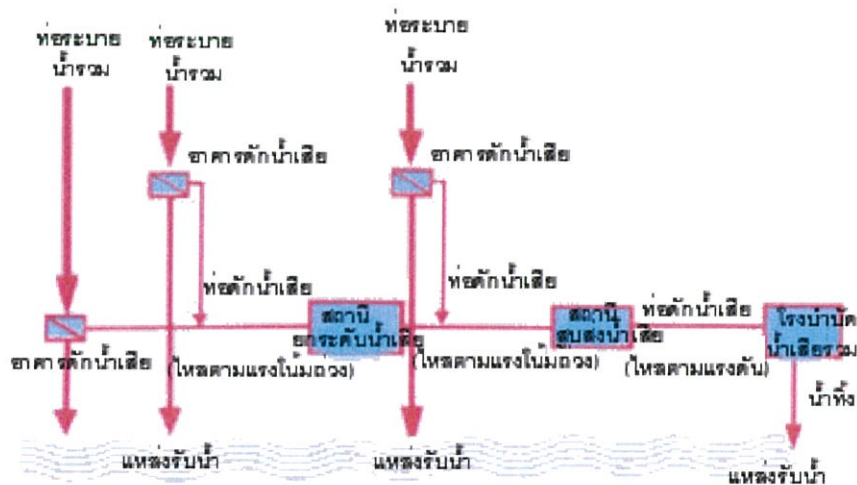 ท่อระบาย
น้ำรวม
ท่อระบาย
น้ำรวม
ท่อระบาย
น้ำรวม
อาคารดักน้ำเสีย
อาคารดักน้ำเสีย
ท่อดักน้ำเสีย
ท่อดักน้ำเสีย
สถานี
ยกระดับน้ำเสีย
สถานี
สูบส่งน้ำเสีย
ท่อดักน้ำเสีย
โรงบำบัด
น้ำเสียรวม
อาคารดักน้ำเสีย
(ไหลตามแรงโน้มถ่วง)
(ไหลตามแรงโน้มถ่วง)
(ไหลตามแรงดัน)
น้ำทิ้ง
แหล่งรับน้ำ
แหล่งรับน้ำ
แหล่งรับน้ำ